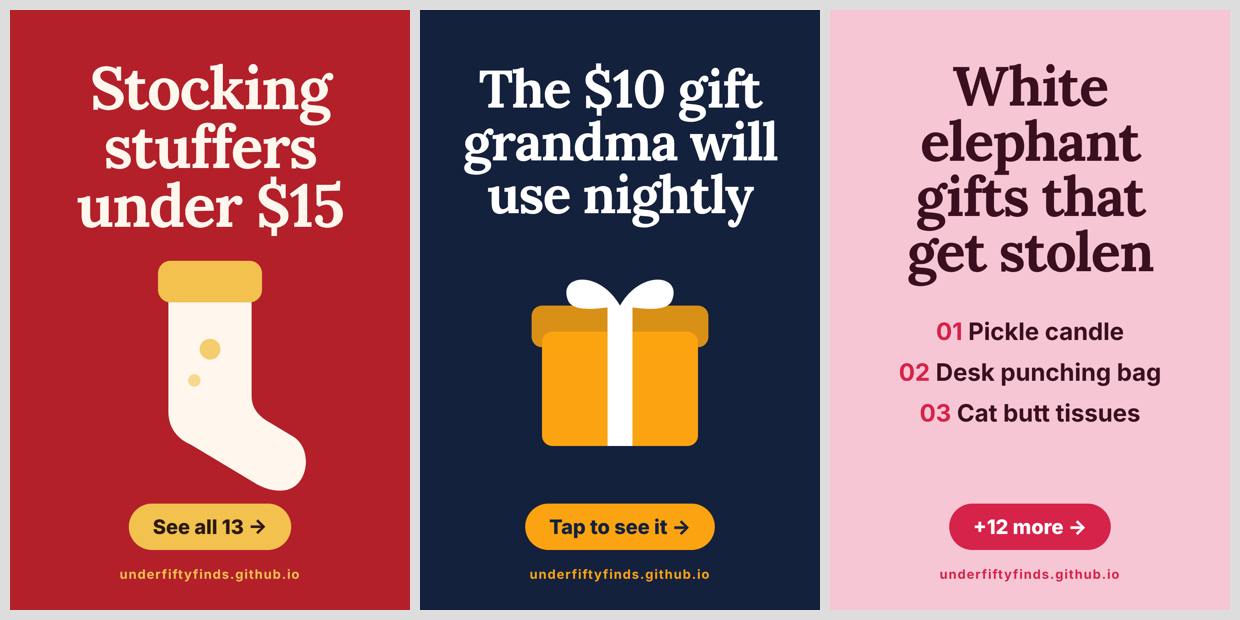 Stocking
stuffers
under $15
See all 13 →
underfiftyfinds.github.io
The $10 gift
grandma will
use nightly
Tap to see it →
underfiftyfinds.github.io
White
elephant
gifts that
get stolen
01 Pickle candle
02 Desk punching bag
03 Cat butt tissues
+12 more →
underfiftyfinds.github.io